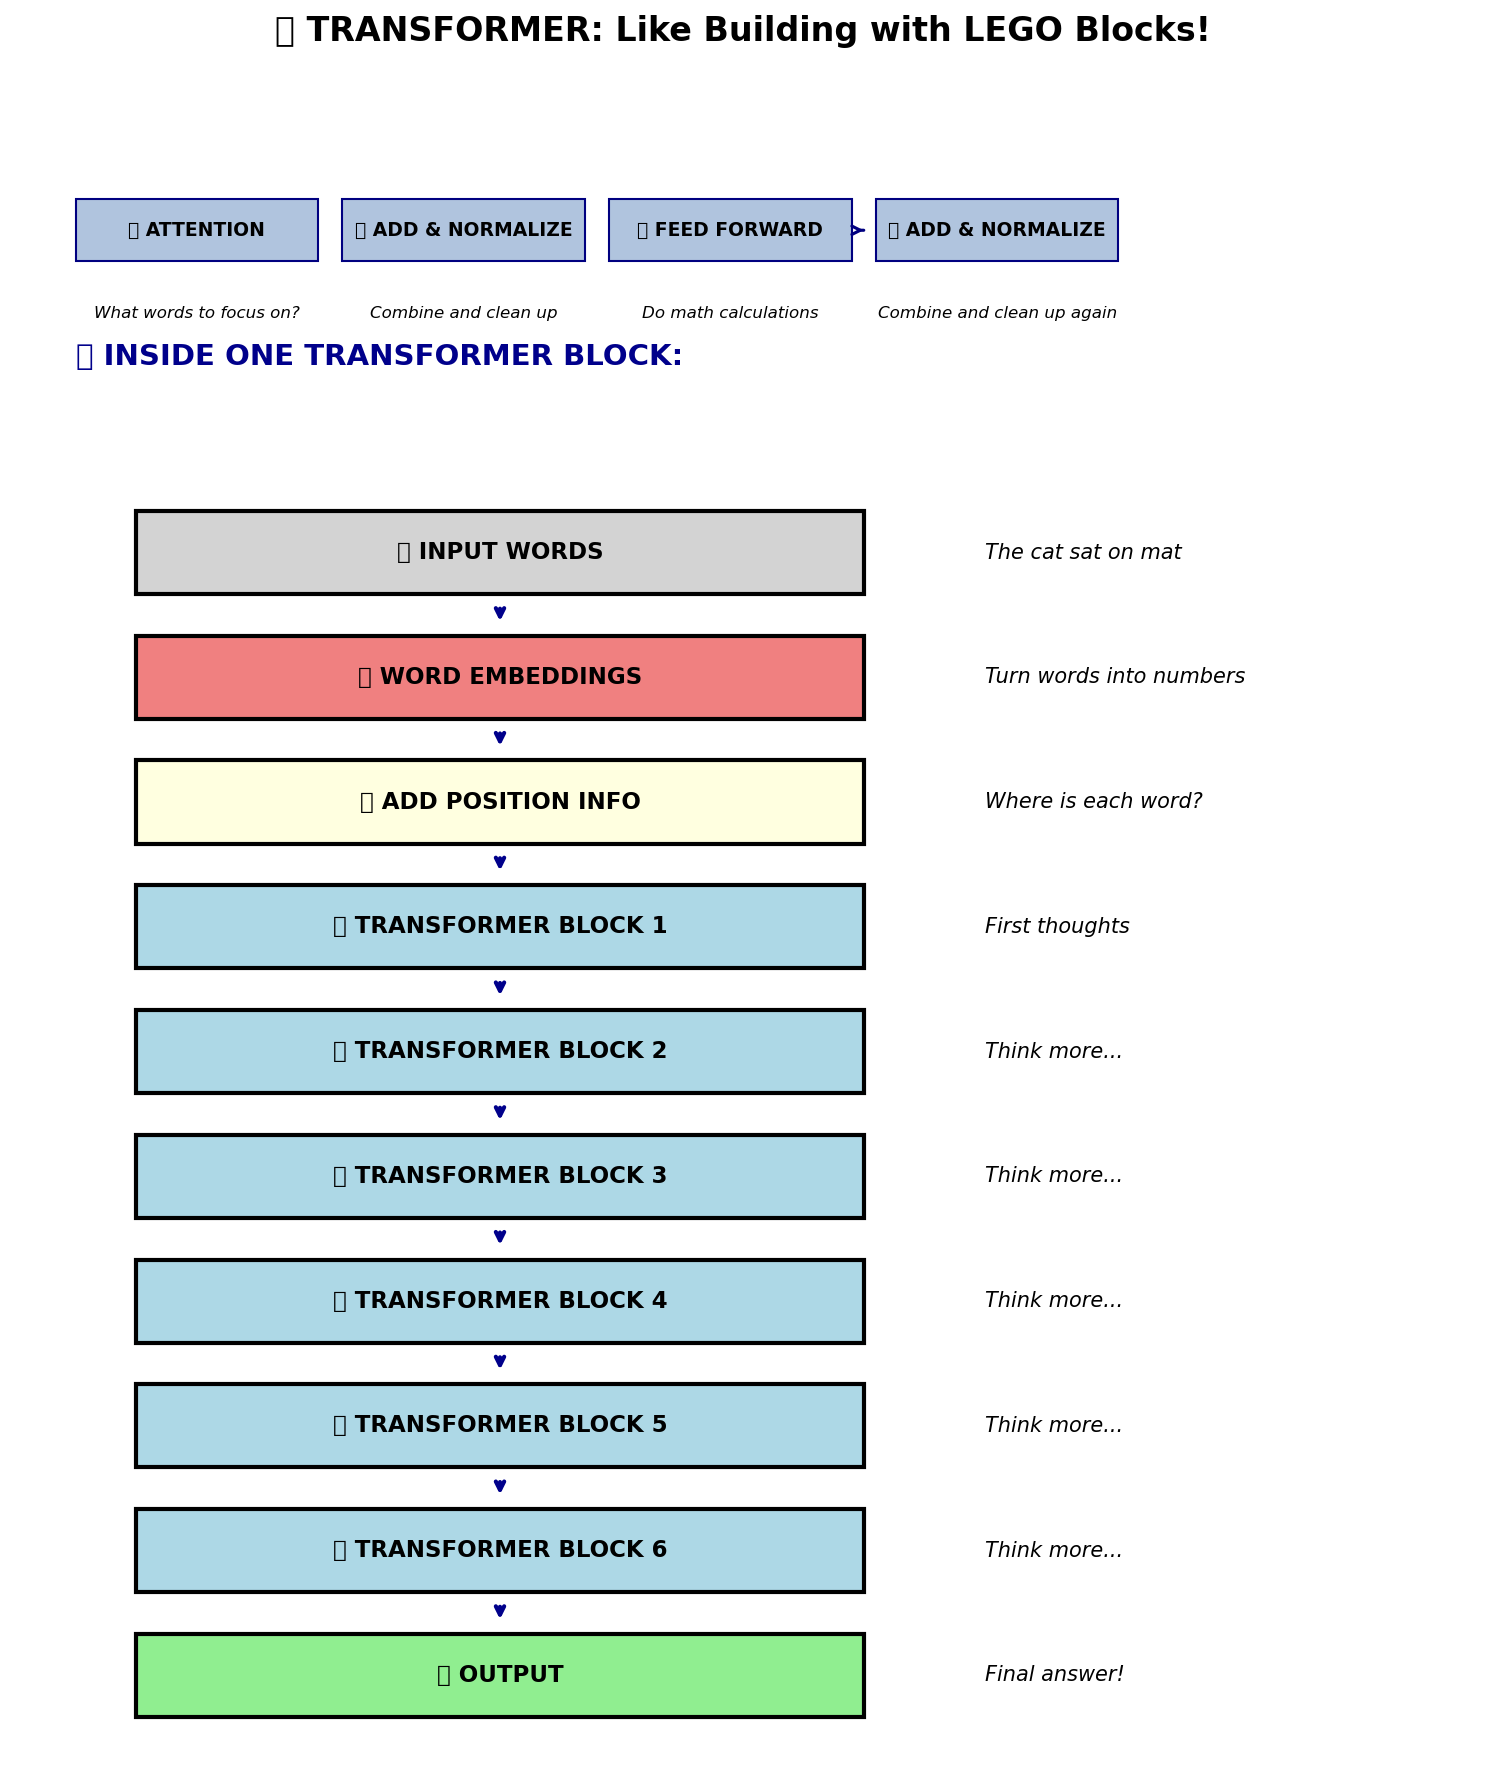 TRANSFORMER: Like Building with LEGO Blocks!
ATTENTION
ADD & NORMALIZE
FEED FORWARD
ADD & NORMALIZE
What words to focus on?
Combine and clean up
Do math calculations
Combine and clean up again
INSIDE ONE TRANSFORMER BLOCK:
INPUT WORDS
The cat sat on mat
WORD EMBEDDINGS
Turn words into numbers
ADD POSITION INFO
Where is each word?
TRANSFORMER BLOCK 1
First thoughts
TRANSFORMER BLOCK 2
Think more...
TRANSFORMER BLOCK 3
Think more...
TRANSFORMER BLOCK 4
Think more...
TRANSFORMER BLOCK 5
Think more...
TRANSFORMER BLOCK 6
Think more...
OUTPUT
Final answer!